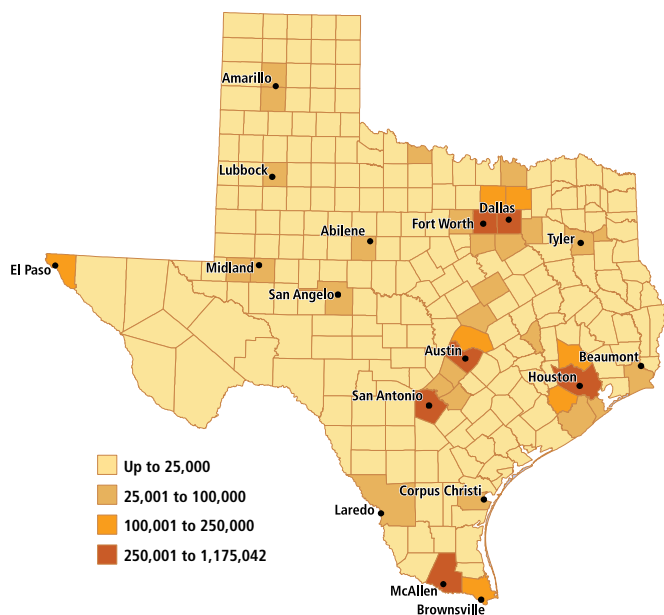 Amarillo
Lubbock
Dallas
Fort Worth
Abilene
Tyler
El Paso
Midland
San Angelo
Austin
Beaumont
Houston
San Antonio
Up to 25,000
25,001 to 100,000
Corpus Christi
Laredo
100,001 to 250,000
250,001 to 1,175,042
McAllen
Brownsville